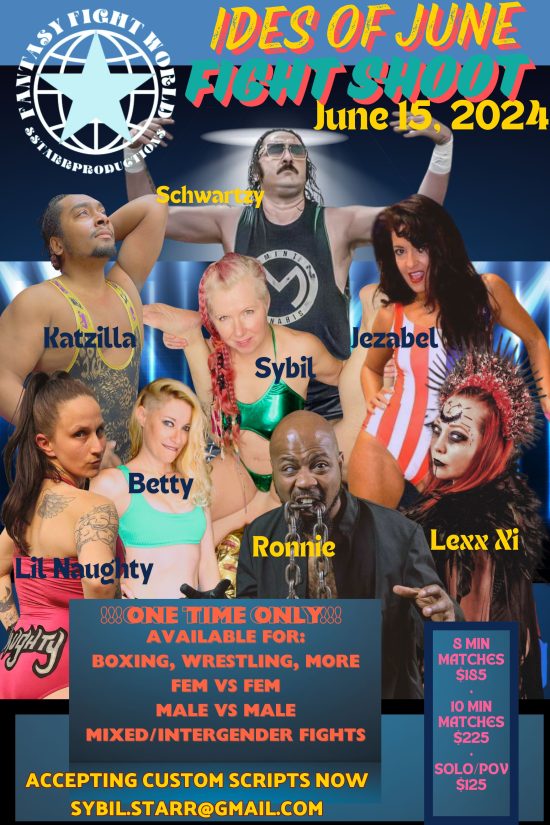 FANTASY FIGHT WORLD
SSTARRPRODUCTIONS
IDES OF JUNE
FIGHT SHOOT
June 15, 2024
Schwartzy
Katzilla
Sybil
Jezabel
Betty
Ronnie
Lexx Xi
Lil Naughty
!!!ONE TIME ONLY!!!
AVAILABLE FOR:
BOXING, WRESTLING, MORE
FEM VS FEM
MALE VS MALE
MIXED/INTERGENDER FIGHTS
8 MIN
MATCHES
$185
·
10 MIN
MATCHES
$225
·
SOLO/POV
$125
ACCEPTING CUSTOM SCRIPTS NOW
SYBIL.STARR@GMAIL.COM